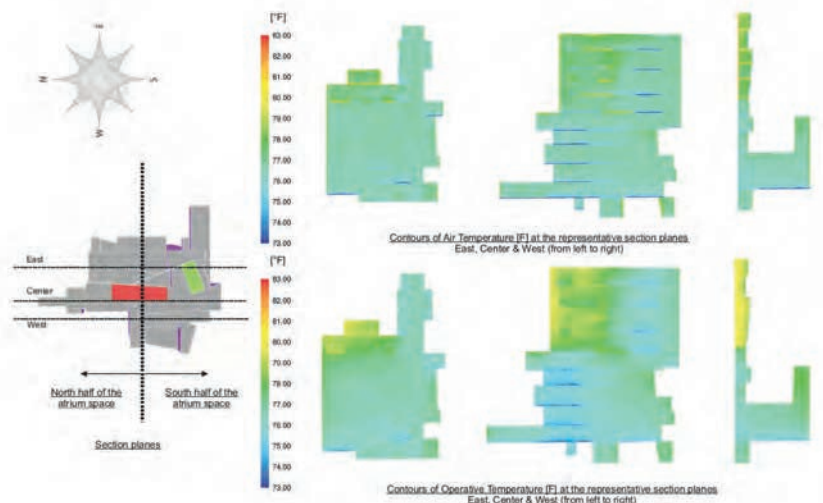 [°F]
83.00
82.00
81.00
80.00
79.00
78.00
77.00
76.00
75.00
74.00
73.00
N
S
W
East
Center
West
North half of the
atrium space
South half of the
atrium space
Section planes
Contours of Air Temperature [F] at the representative section planes
East, Center & West (from left to right)
[°F]
83.00
82.00
81.00
80.00
79.00
78.00
77.00
76.00
75.00
74.00
73.00
Contours of Operative Temperature [F] at the representative section planes
East, Center & West (from left to right)